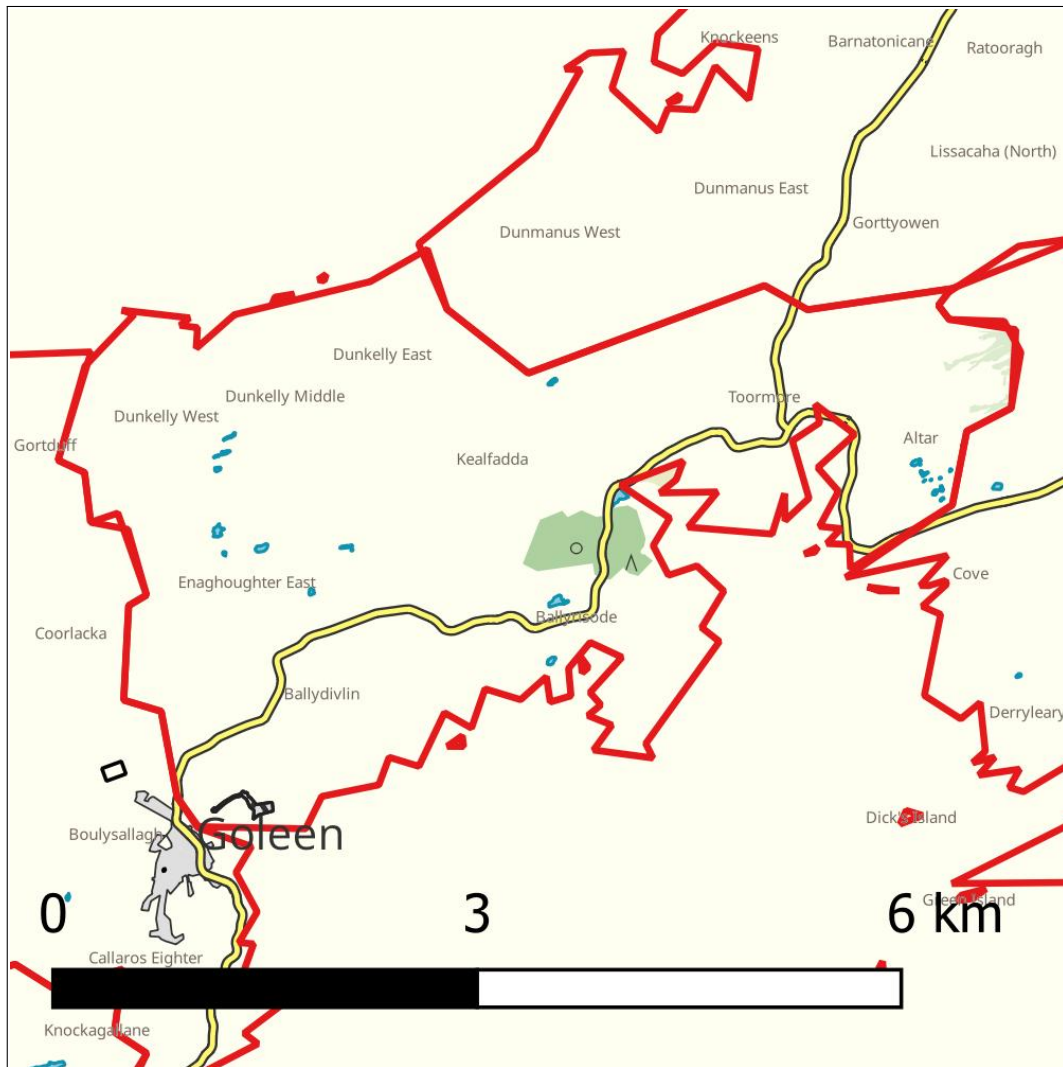 Knockeens
Barnatonicane
Ratooragh
Lissacaha (North)
Dunmanus East
Gorttyowen
Dunmanus West
Dunkelly East
Dunkelly Middle
Toormore
Dunkelly West
Altar
Gortduff
Kealfadda
Cove
Enaghoughter East
Ballyrisode
Coorlacka
Ballydivlin
Derryleary
Dick's Island
Boulysallagh
Goleen
Green Island
0 3 6 km
Callaros Eighter
Knockagallane